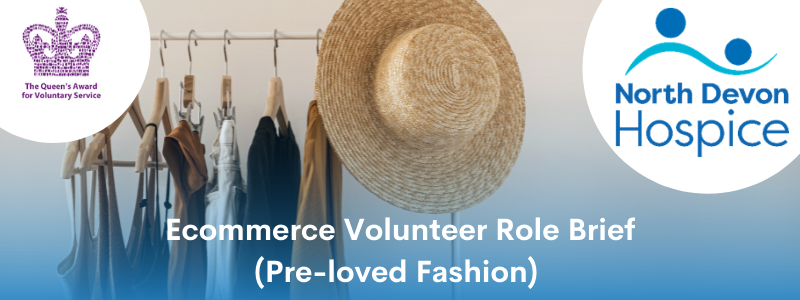 The Queen's Award
for Voluntary Service
North Devon
Hospice
Ecommerce Volunteer Role Brief
(Pre-loved Fashion)